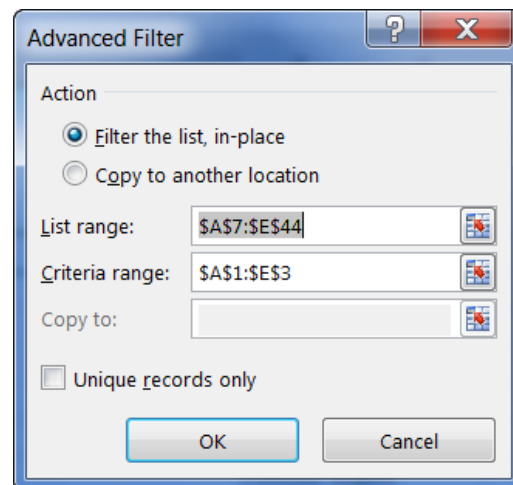 Advanced Filter
Action
Filter the list, in-place
Copy to another location
List range: $A$7:$E$44
Criteria range: $A$1:$E$3
Copy to:
Unique records only
OK Cancel